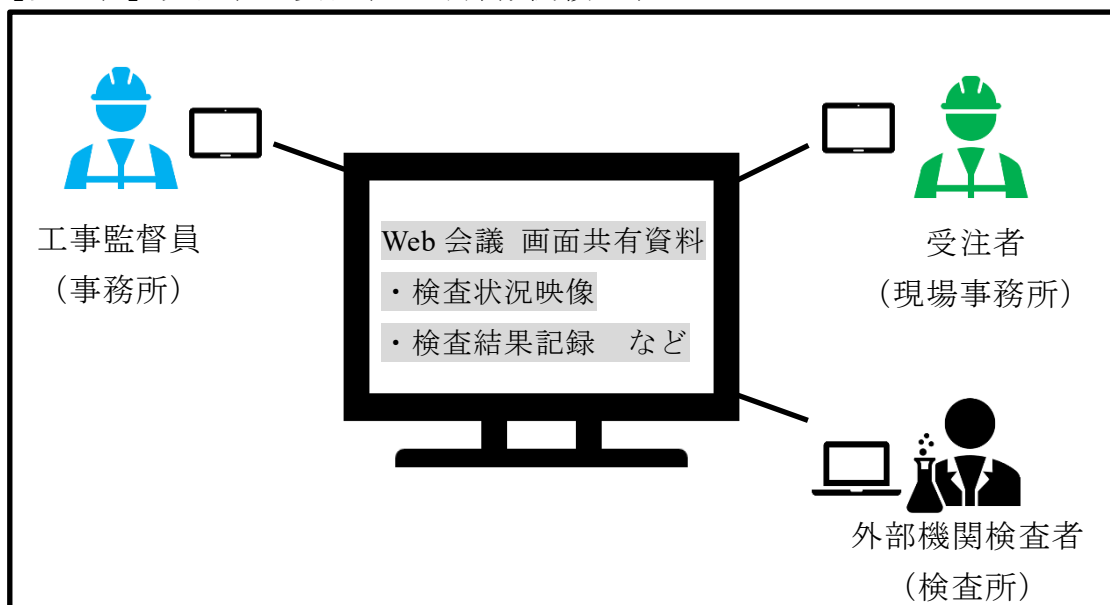 工事監督員
（事務所）
Web 会議 画面共有資料
・検査状況映像
・検査結果記録　など
受注者
（現場事務所）
外部機関検査者
（検査所）